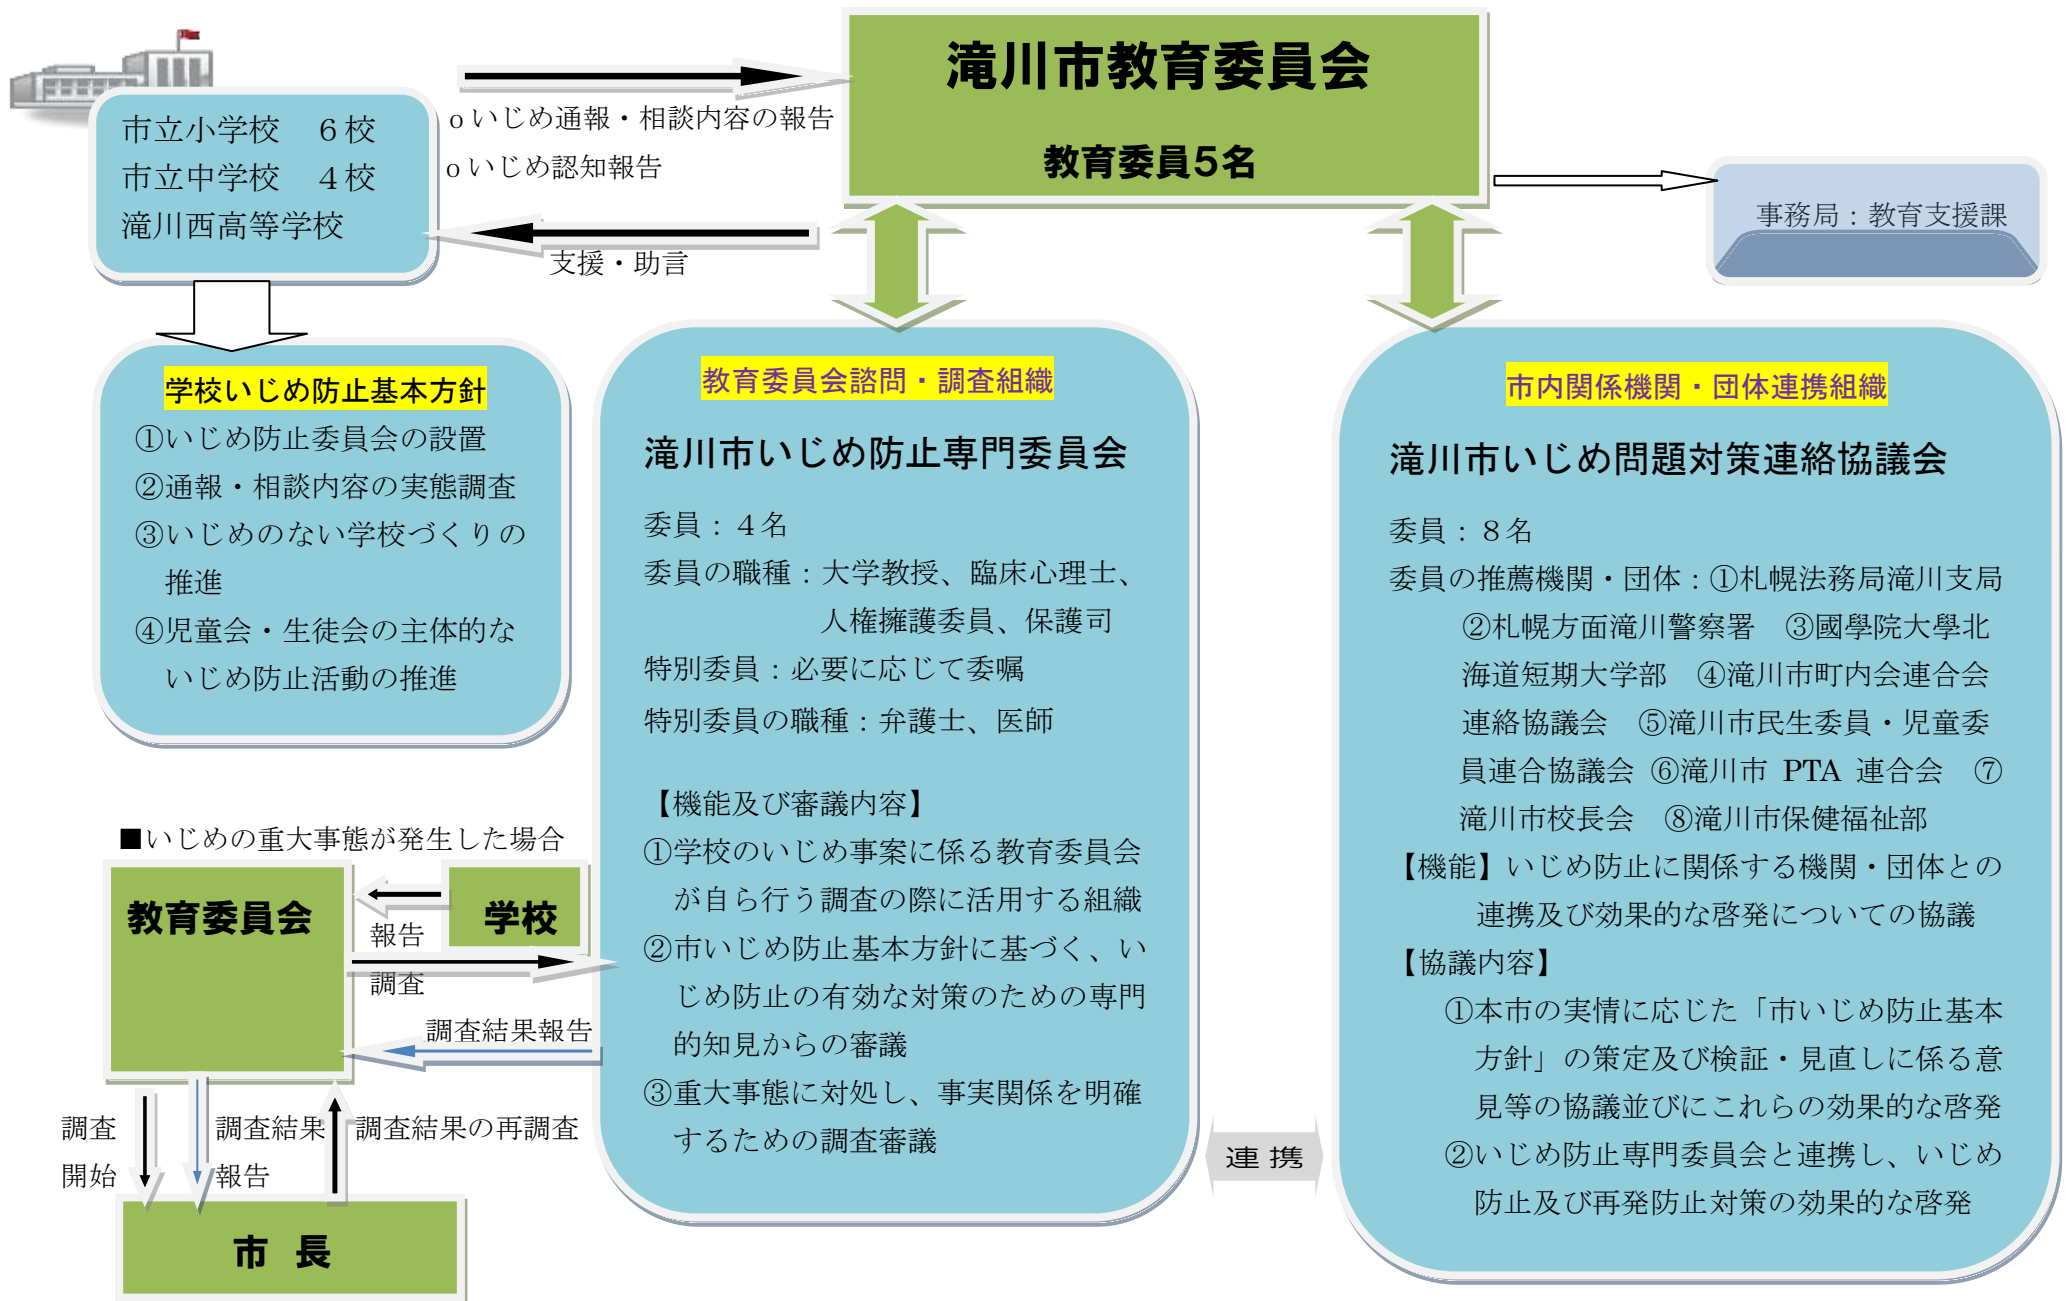 滝川市教育委員会
教育委員5名
市立小学校　６校
市立中学校　４校
滝川西高等学校
oいじめ通報・相談内容の報告
oいじめ認知報告
支援・助言
事務局：教育支援課
学校いじめ防止基本方針
①いじめ防止委員会の設置
②通報・相談内容の実態調査
③いじめのない学校づくりの
推進
④児童会・生徒会の主体的な
いじめ防止活動の推進
教育委員会諮問・調査組織
滝川市いじめ防止専門委員会
委員：４名
委員の職種：大学教授、臨床心理士、
人権擁護委員、保護司
特別委員：必要に応じて委嘱
特別委員の職種：弁護士、医師
【機能及び審議内容】
①学校のいじめ事案に係る教育委員会
が自ら行う調査の際に活用する組織
②市いじめ防止基本方針に基づく、い
じめ防止の有効な対策のための専門
的知見からの審議
③重大事態に対処し、事実関係を明確
するための調査審議
連携
市内関係機関・団体連携組織
滝川市いじめ問題対策連絡協議会
委員：８名
委員の推薦機関・団体：①札幌法務局滝川支局
②札幌方面滝川警察署　③國學院大學北
海道短期大学部　④滝川市町内会連合会
連絡協議会　⑤滝川市民生委員・児童委
員連合協議会 ⑥滝川市 PTA 連合会　⑦
滝川市校長会　⑧滝川市保健福祉部
【機能】いじめ防止に関係する機関・団体との
連携及び効果的な啓発についての協議
【協議内容】
①本市の実情に応じた「市いじめ防止基本
方針」の策定及び検証・見直しに係る意
見等の協議並びにこれらの効果的な啓発
②いじめ防止専門委員会と連携し、いじめ
防止及び再発防止対策の効果的な啓発
■いじめの重大事態が発生した場合
教育委員会
学校
報告
調査
調査結果報告
調査
開始
調査結果
報告
調査結果の再調査
市 長